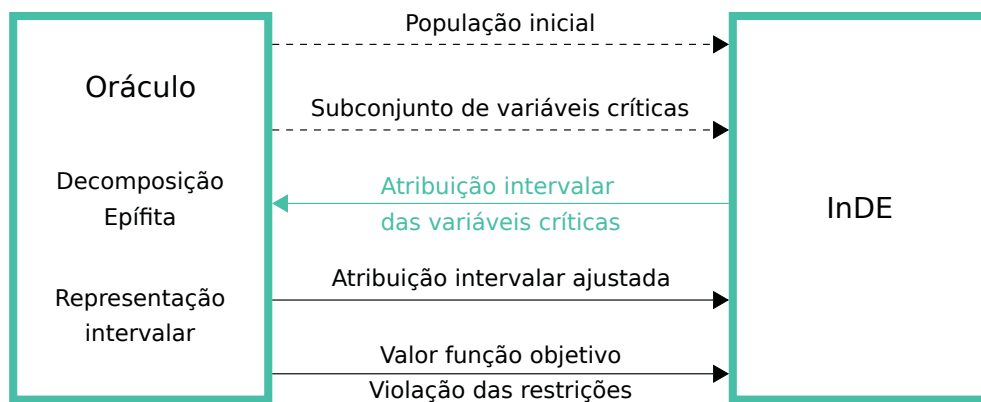 População inicial
Oráculo
Subconjunto de variáveis críticas
Decomposição
Epífita
Atribuição intervalar
das variáveis críticas
InDE
Atribuição intervalar ajustada
Representação
intervalar
Valor função objetivo
Violação das restrições